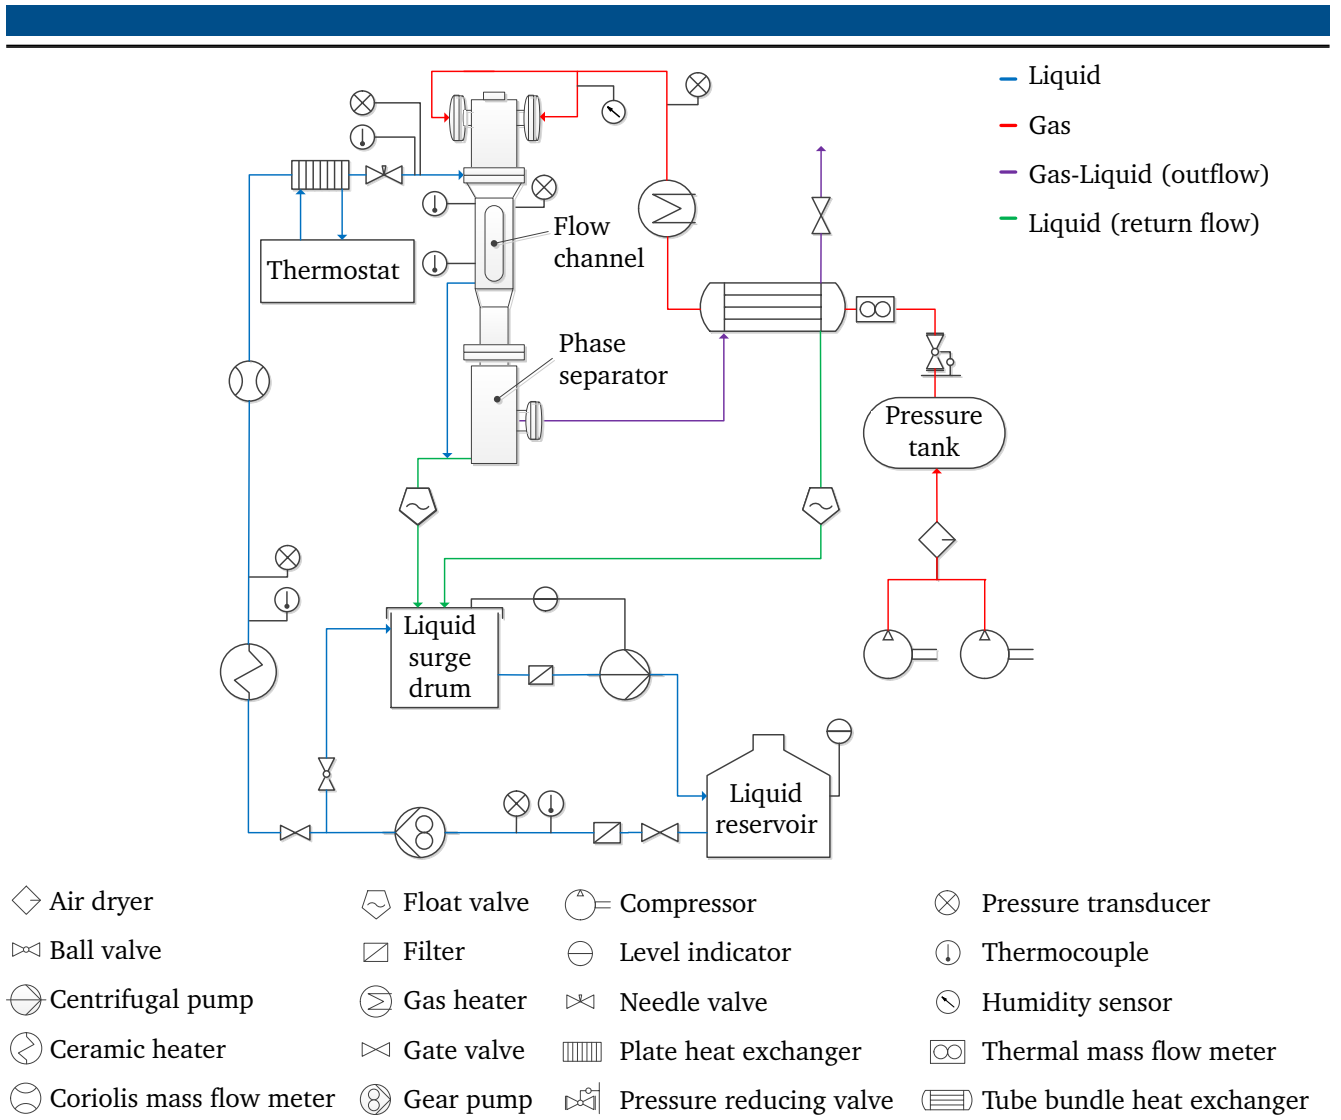 Liquid
Gas
Gas-Liquid (outflow)
Liquid (return flow)
Flow
channel
Thermostat
Phase
separator
Pressure
tank
Liquid
surge
drum
Liquid
reservoir
Air dryer
Float valve
Compressor
Pressure transducer
Ball valve
Filter
Level indicator
Thermocouple
Centrifugal pump
Gas heater
Needle valve
Humidity sensor
Ceramic heater
Gate valve
Plate heat exchanger
Thermal mass flow meter
Coriolis mass flow meter
Gear pump
Pressure reducing valve
Tube bundle heat exchanger